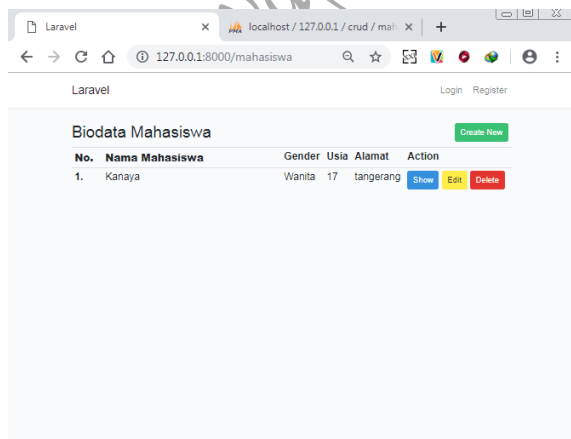 Laravel
localhost / 127.0.0.1 / crud / mah
127.0.0.1:8000/mahasiswa
Laravel
Login Register
Biodata Mahasiswa
Create New
No. Nama Mahasiswa Gender Usia Alamat Action
1. Kanaya Wanita 17 tangerang Show Edit Delete